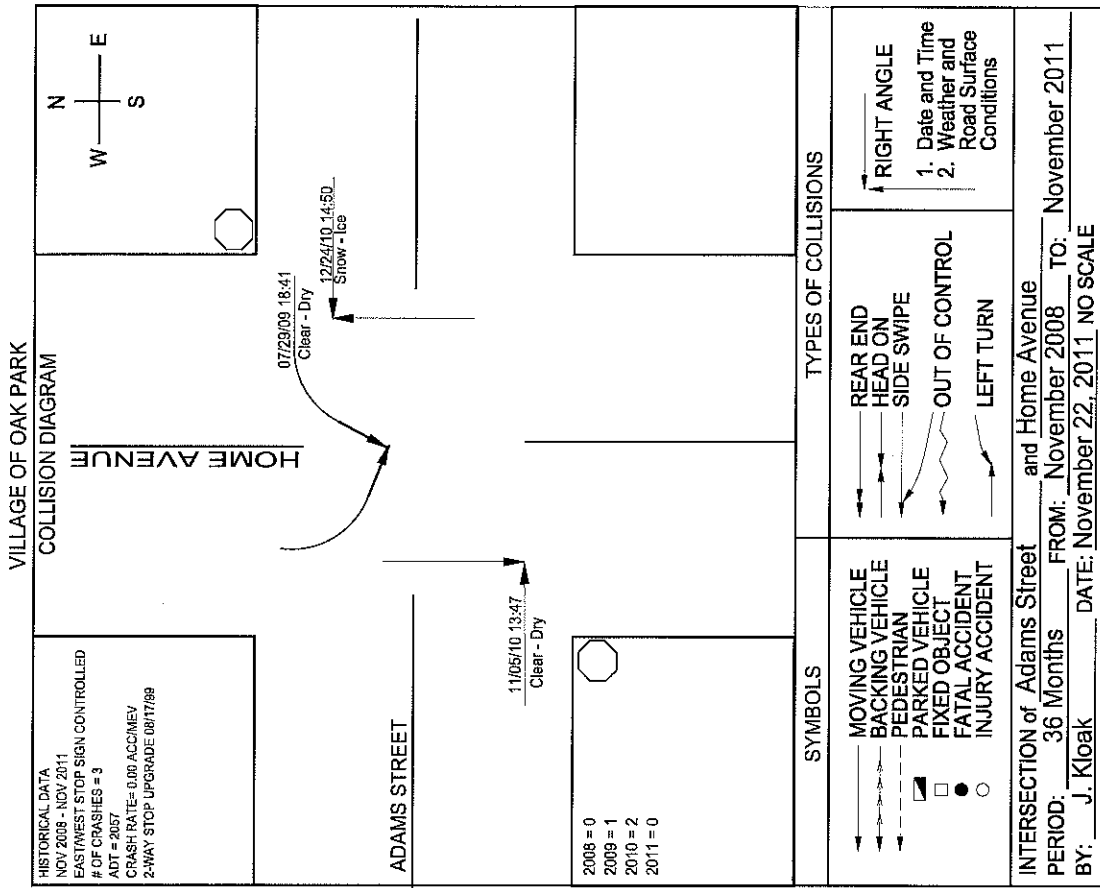 VILLAGE OF OAK PARK
COLLISION DIAGRAM
HISTORICAL DATA
NOV 2008 - NOV 2011
EAST/WEST STOP SIGN CONTROLLED
# OF CRASHES = 3
ADT = 2057
CRASH RATE= 0.00 ACC/MEV
2-WAY STOP UPGRADE 08/17/99
N
W E
S
HOME AVENUE
07/29/09 18:41
Clear - Dry
12/24/10 14:50
Snow - Ice
ADAMS STREET
11/05/10 13:47
Clear - Dry
2008 = 0
2009 = 1
2010 = 2
2011 = 0
SYMBOLS
MOVING VEHICLE
BACKING VEHICLE
PEDESTRIAN
PARKED VEHICLE
FIXED OBJECT
FATAL ACCIDENT
INJURY ACCIDENT
TYPES OF COLLISIONS
REAR END
HEAD ON
SIDE SWIPE
OUT OF CONTROL
LEFT TURN
RIGHT ANGLE
1. Date and Time
2. Weather and
Road Surface
Conditions
INTERSECTION of Adams Street and Home Avenue
PERIOD: 36 Months FROM: November 2008 TO: November 2011
BY: J. Kloak DATE: November 22, 2011 NO SCALE